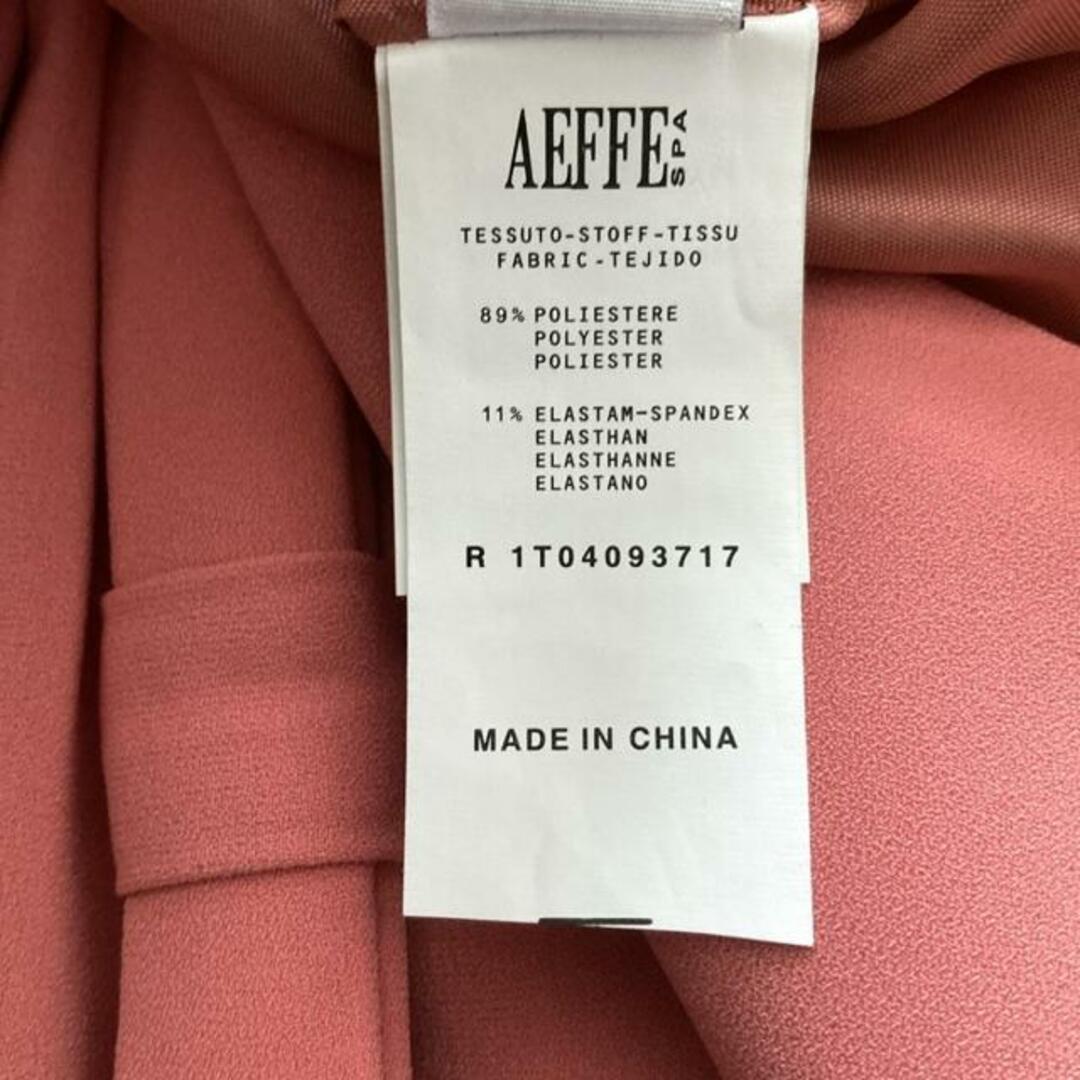 AEFFE SPA
TESSUTO-STOFF-TISSU
FABRIC-TEJIDO
89% POLIESTERE
POLYESTER
POLIESTER
11% ELASTAM-SPANDEX
ELASTHAN
ELASTHANNE
ELASTANO
R 1T04093717
MADE IN CHINA